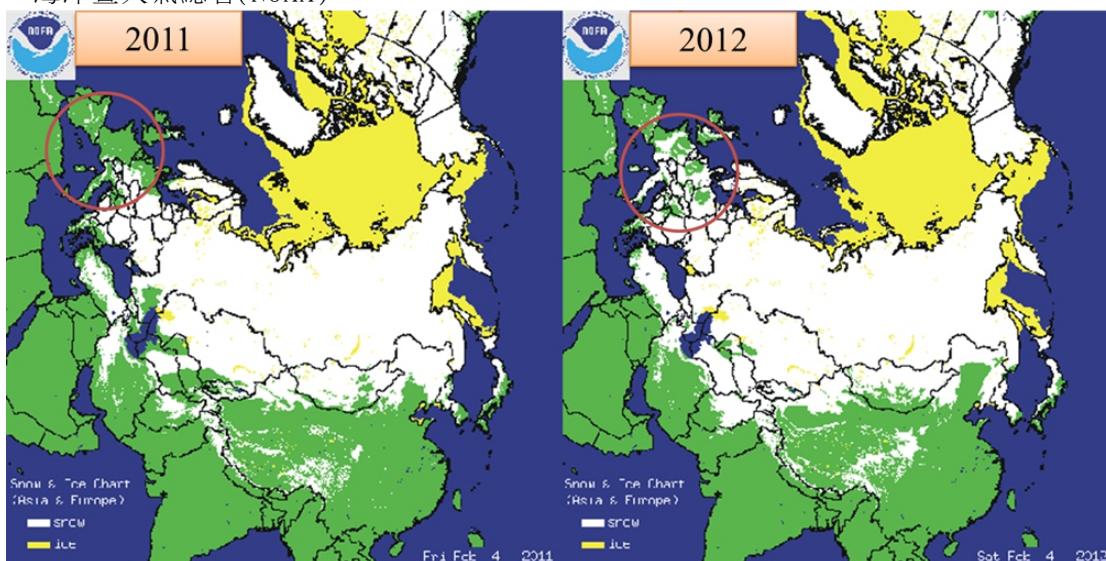 2011
2012
NOAA
NOAA
Snow & Ice Chart
(Asia & Europe)
snow
ice
Fri Feb 4 2011
Snow & Ice Chart
(Asia & Europe)
snow
ice
Sat Feb 4